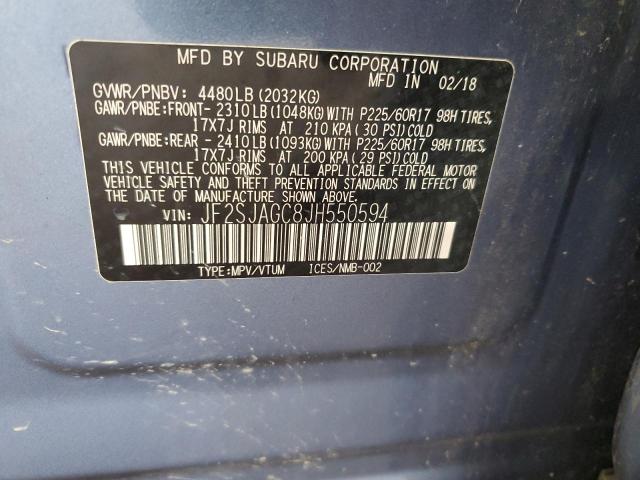 MFD BY SUBARU CORPORATION
MFD IN 02/18
GVWR/PNBV: 4480LB (2032KG)
GAWR/PNBE:FRONT- 2310LB (1048KG) WITH P225/60R17 98H TIRES,
17X7J RIMS AT 210 KPA (30 PSI) COLD
GAWR/PNBE:REAR - 2410LB (1093KG) WITH P225/60R17 98H TIRES,
17X7J RIMS AT 200 KPA (29 PSI) COLD
THIS VEHICLE CONFORMS TO ALL APPLICABLE FEDERAL MOTOR
VEHICLE SAFETY AND THEFT PREVENTION STANDARDS IN EFFECT ON
THE DATE OF MANUFACTURE SHOWN ABOVE.
VIN: JF2SJAGC8JH550594
TYPE:MPV/VTUM ICES/NMB-002